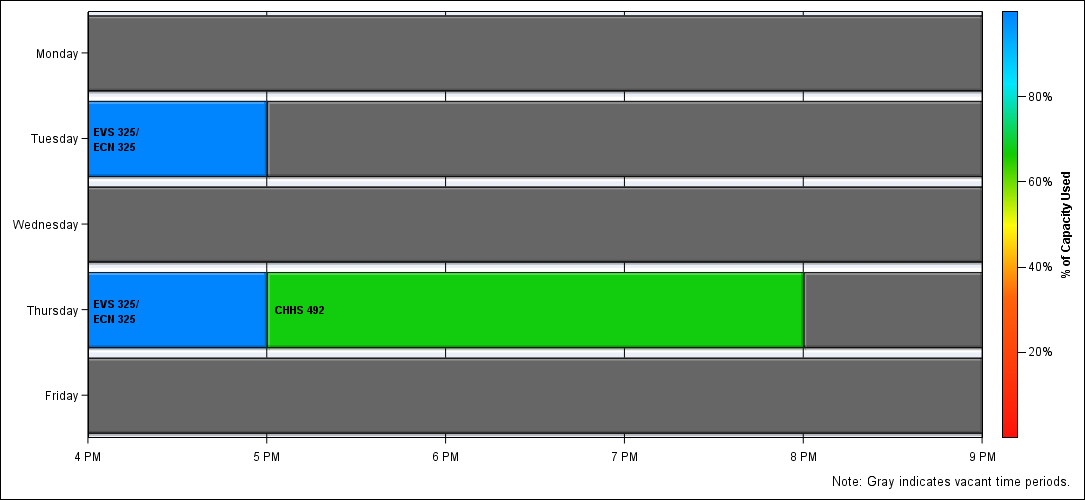 Monday
Tuesday
EVS 325/
ECN 325
Wednesday
Thursday
EVS 325/
ECN 325
CHHS 492
Friday
4 PM 5 PM 6 PM 7 PM 8 PM 9 PM
80%
60%
40%
20%
% of Capacity Used
Note: Gray indicates vacant time periods.